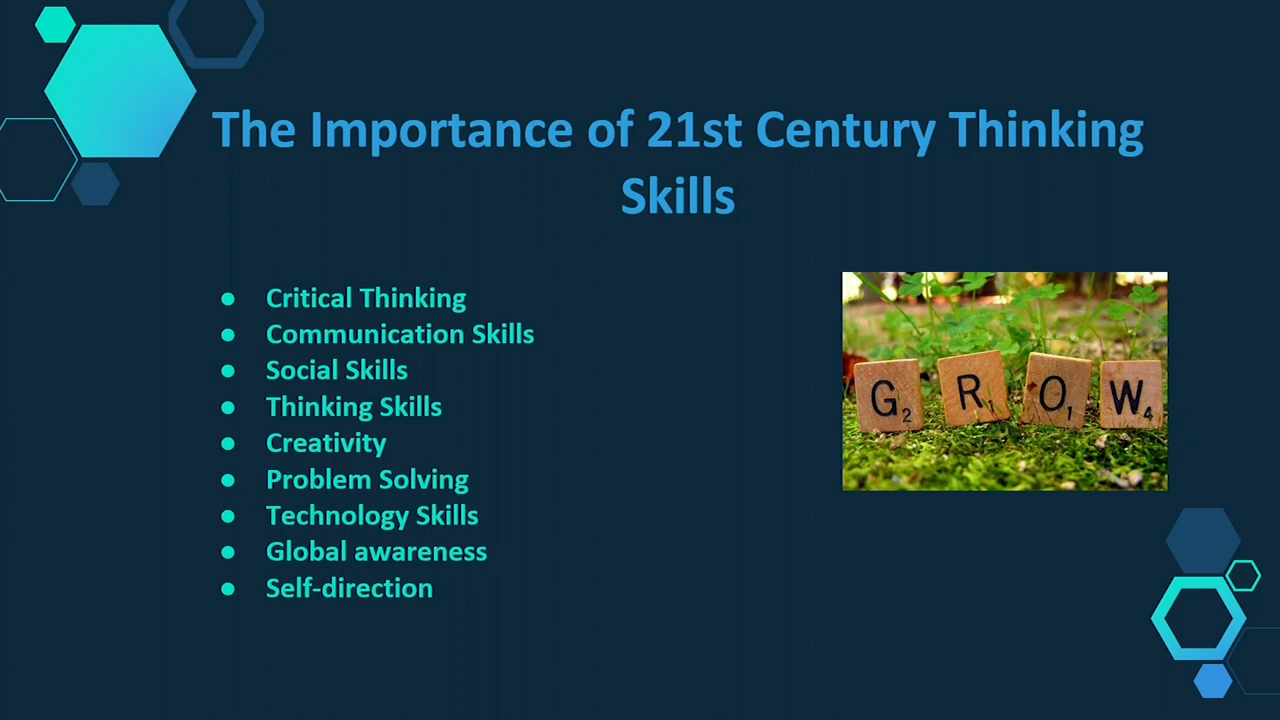 The Importance of 21st Century Thinking
Skills
● Critical Thinking
● Communication Skills
● Social Skills
● Thinking Skills
● Creativity
● Problem Solving
● Technology Skills
● Global awareness
● Self-direction
G2 R1 O1 W4